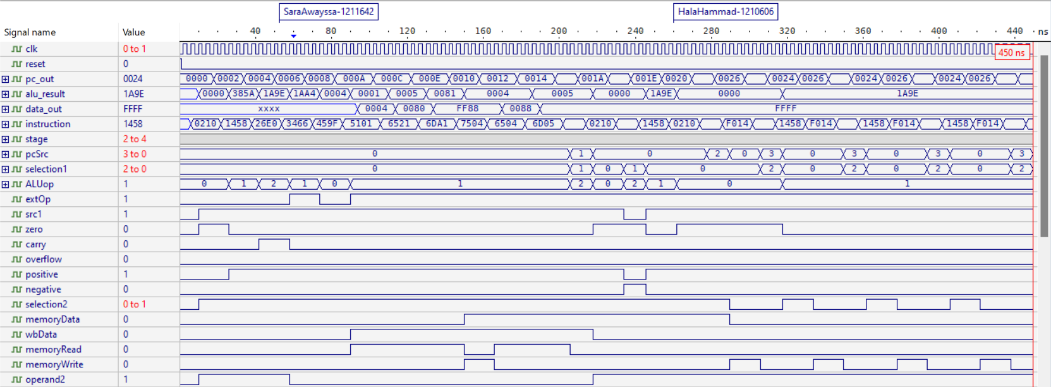 SaraAwayssa-1211642 HalaHammad-1210606
Signal name Value 40 80 120 160 200 240 280 320 360 400 440 ns
450 ns
clk 0 to 1
reset 0
pc_out 0024 0000 0002 0004 0006 0008 000A 000C 000E 0010 0012 0014 001A 001E 0020 0026 0024 0026 0024 0026 0024 0026
alu_result 1A9E 0000 385A 1A9E 1AA4 0004 0001 0005 0081 0004 0005 0000 1A9E 0000 1A9E
data_out FFFF xxxx 0004 0080 FF88 0088 FFFF
instruction 1458 0210 1458 26E0 3466 459F 5101 6521 6DA1 7504 6504 6D05 0210 1458 0210 F014 1458 F014 1458 F014 1458 F014
stage 2 to 4
pcSrc 3 to 0 0 1 0 2 0 3 0 3 0 3 0 3
selection1 2 to 0 0 1 0 1 0 2 0 2 0 2 0 2
ALUop 1 0 1 2 1 0 1 2 0 2 1 0 1
extOp 1
src1 1
zero 0
carry 0
overflow 0
positive 1
negative 0
selection2 0 to 1
memoryData 0
wbData 0
memoryRead 0
memoryWrite 0
operand2 1